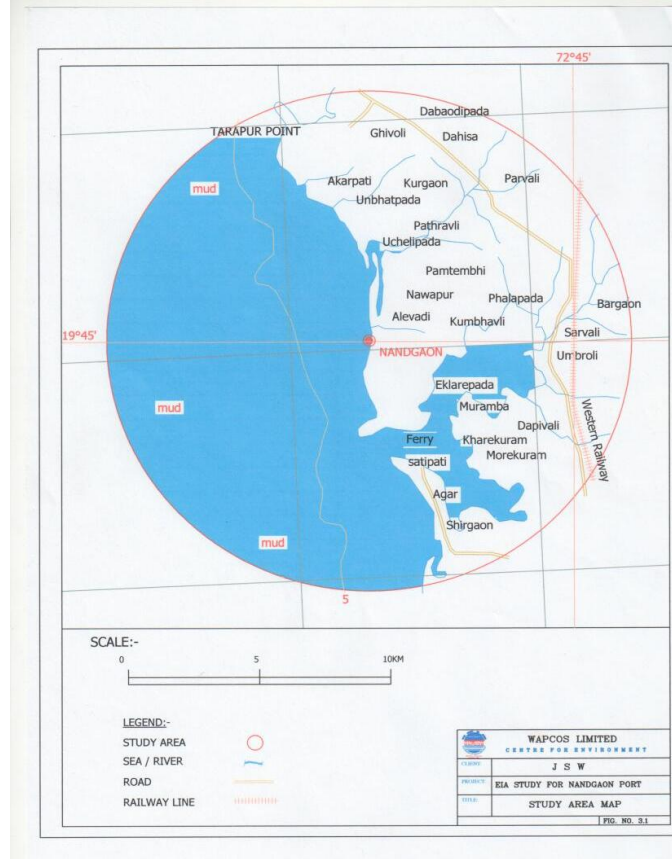 72°45'
Dabaodipada
TARAPUR POINT
Ghivoli
Dahisa
mud
Akarpati
Kurgaon
Parvali
Unbhatpada
Pathravli
Uchelipada
Pamtembhi
Nawapur
Phalapada
Bargaon
Alevadi
Kumbhavli
19°45'
Sarvali
NANDGAON
Umbroli
Eklarepada
mud
Muramba
Dapivali
Western Railway
Ferry
Kharekuram
Morekuram
satipati
Agar
Shirgaon
mud
5
SCALE:-
0 5 10KM
LEGEND:-
STUDY AREA
SEA / RIVER
ROAD
RAILWAY LINE
WAPCOS LIMITED
CENTRE FOR ENVIRONMENT
CLIENT: J S W
PROJECT: EIA STUDY FOR NANDGAON PORT
TITLE: STUDY AREA MAP
FIG. NO. 3.1